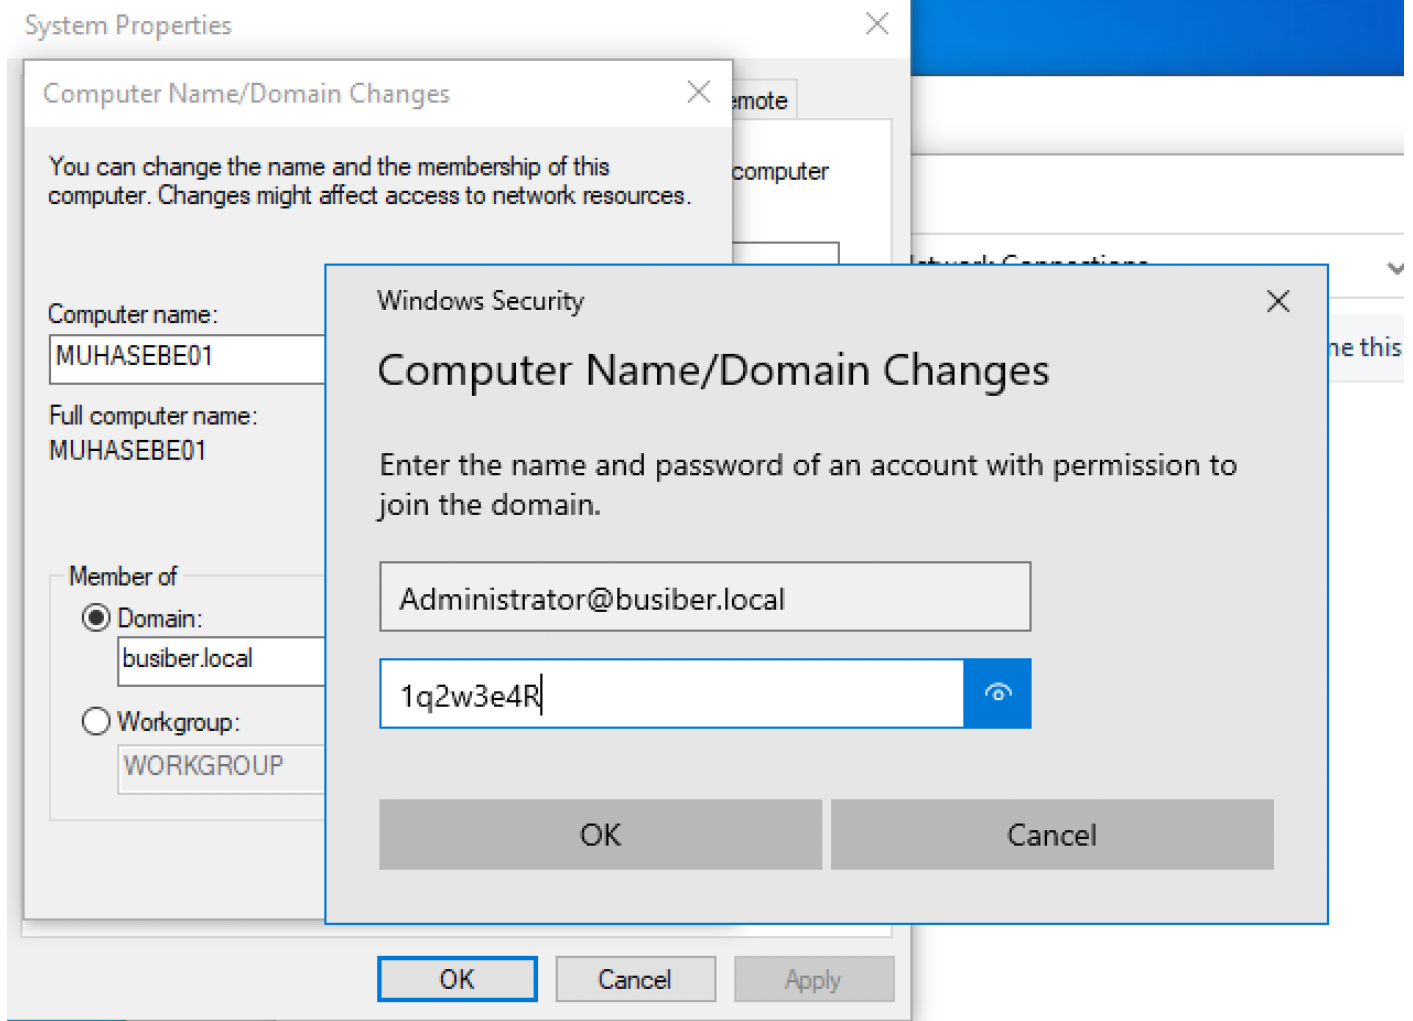 System Properties
Computer Name/Domain Changes
emote
You can change the name and the membership of this
computer. Changes might affect access to network resources.
computer
Network Connections
Computer name:
MUHASEBE01
Full computer name:
MUHASEBE01
Member of
Domain:
busiber.local
Workgroup:
WORKGROUP
Windows Security
Computer Name/Domain Changes
Enter the name and password of an account with permission to
join the domain.
Administrator@busiber.local
1q2w3e4R
OK
Cancel
ne this
OK
Cancel
Apply